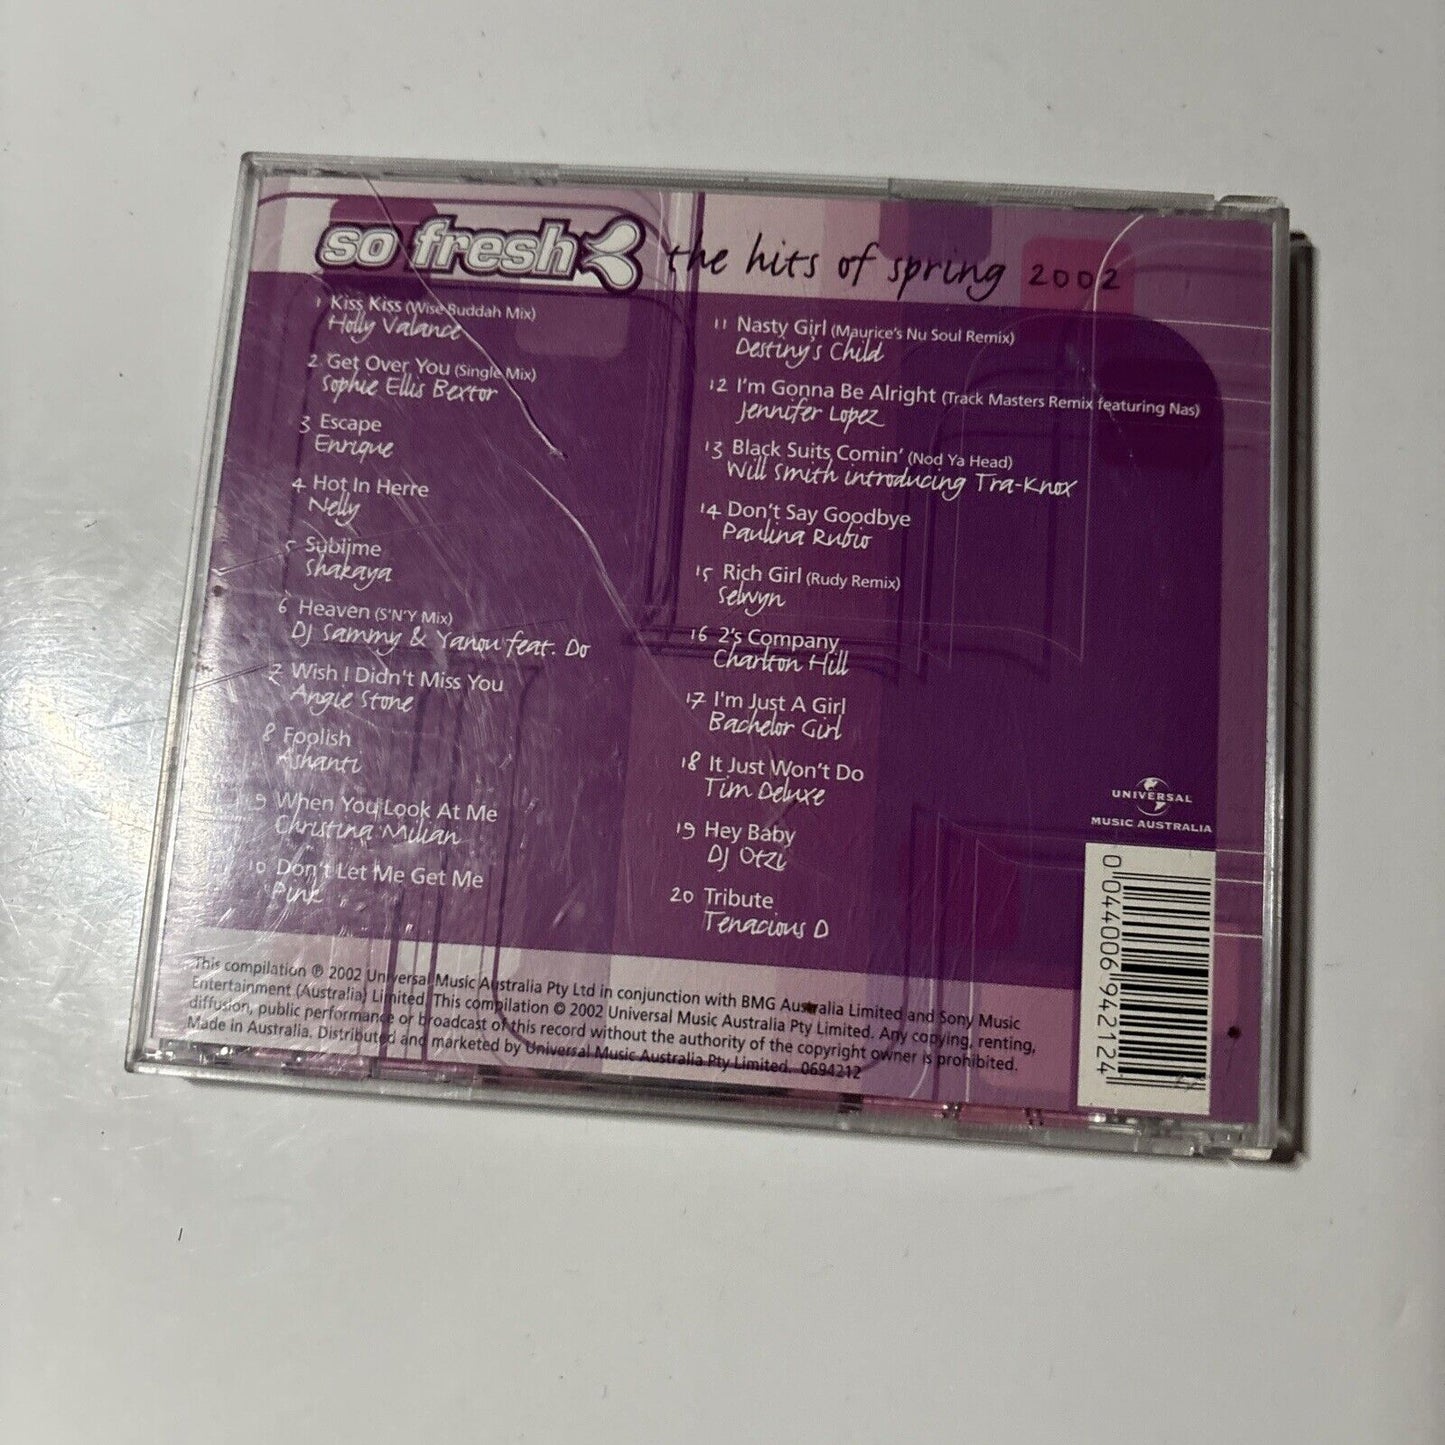 so fresh the hits of spring 2002
1 Kiss Kiss (Wise Buddah Mix)
Holly Valance
2 Get Over You (Single Mix)
Sophie Ellis Bextor
3 Escape
Enrique
4 Hot In Herre
Nelly
5 Sublime
Shakaya
6 Heaven (S'N'Y Mix)
DJ Sammy & Yanou feat. Do
7 Wish I Didn't Miss You
Angie Stone
8 Foolish
Ashanti
9 When You Look At Me
Christina Milian
10 Don't Let Me Get Me
Pink
11 Nasty Girl (Maurice's Nu Soul Remix)
Destiny's Child
12 I'm Gonna Be Alright (Track Masters Remix featuring Nas)
Jennifer Lopez
13 Black Suits Comin' (Nod Ya Head)
Will Smith introducing Tra-Knox
14 Don't Say Goodbye
Paulina Rubio
15 Rich Girl (Rudy Remix)
Selwyn
16 2's Company
Charlton Hill
17 I'm Just A Girl
Bachelor Girl
18 It Just Won't Do
Tim Deluxe
19 Hey Baby
DJ Otzi
20 Tribute
Tenacious D
UNIVERSAL
MUSIC AUSTRALIA
0 044006 942124
This compilation ℗ 2002 Universal Music Australia Pty Ltd in conjunction with BMG Australia Limited and Sony Music
Entertainment (Australia) Limited. This compilation © 2002 Universal Music Australia Pty Limited. Any copying, renting,
diffusion, public performance or broadcast of this record without the authority of the copyright owner is prohibited.
Made in Australia. Distributed and marketed by Universal Music Australia Pty Limited. 0694212